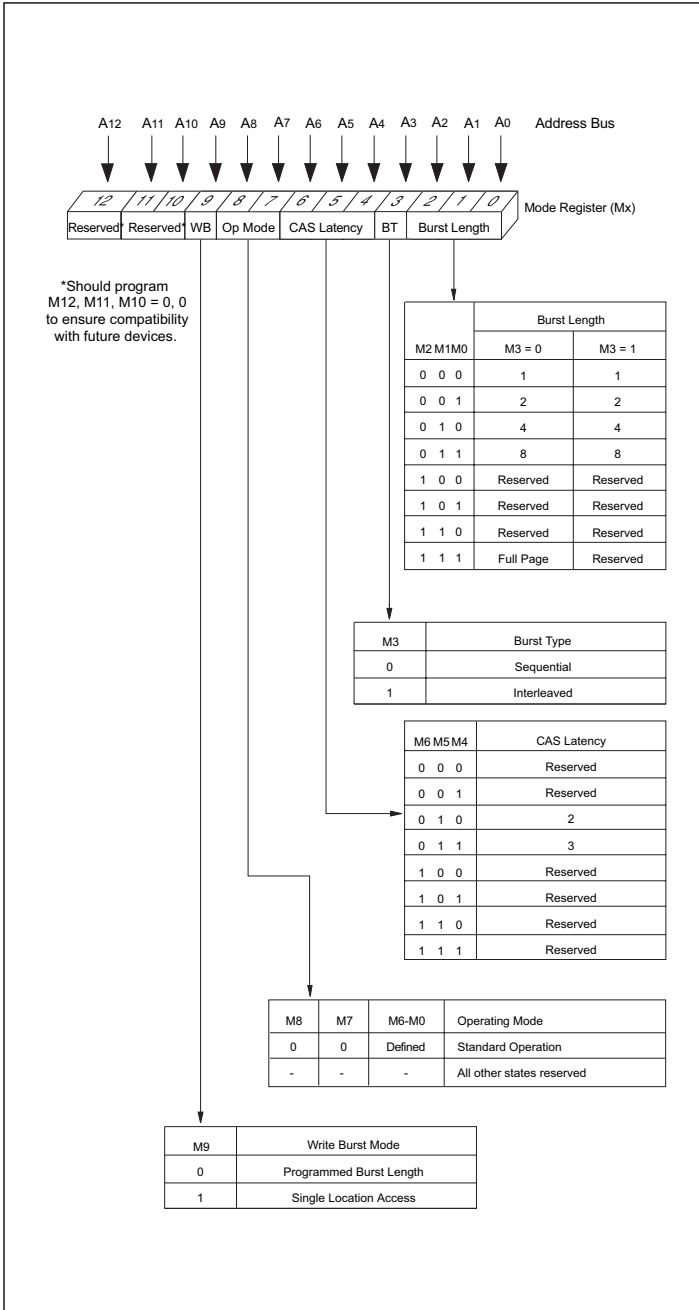 A12 A11 A10 A9 A8 A7 A6 A5 A4 A3 A2 A1 A0 Address Bus
12 11 10 9 8 7 6 5 4 3 2 1 0
Mode Register (Mx)
Reserved* Reserved* WB Op Mode CAS Latency BT Burst Length
*Should program
M12, M11, M10 = 0, 0
to ensure compatibility
with future devices.
Burst Length
M2 M1 M0 M3 = 0 M3 = 1
0 0 0 1 1
0 0 1 2 2
0 1 0 4 4
0 1 1 8 8
1 0 0 Reserved Reserved
1 0 1 Reserved Reserved
1 1 0 Reserved Reserved
1 1 1 Full Page Reserved
M3 Burst Type
0 Sequential
1 Interleaved
M6 M5 M4 CAS Latency
0 0 0 Reserved
0 0 1 Reserved
0 1 0 2
0 1 1 3
1 0 0 Reserved
1 0 1 Reserved
1 1 0 Reserved
1 1 1 Reserved
M8 M7 M6-M0 Operating Mode
0 0 Defined Standard Operation
- - - All other states reserved
M9 Write Burst Mode
0 Programmed Burst Length
1 Single Location Access